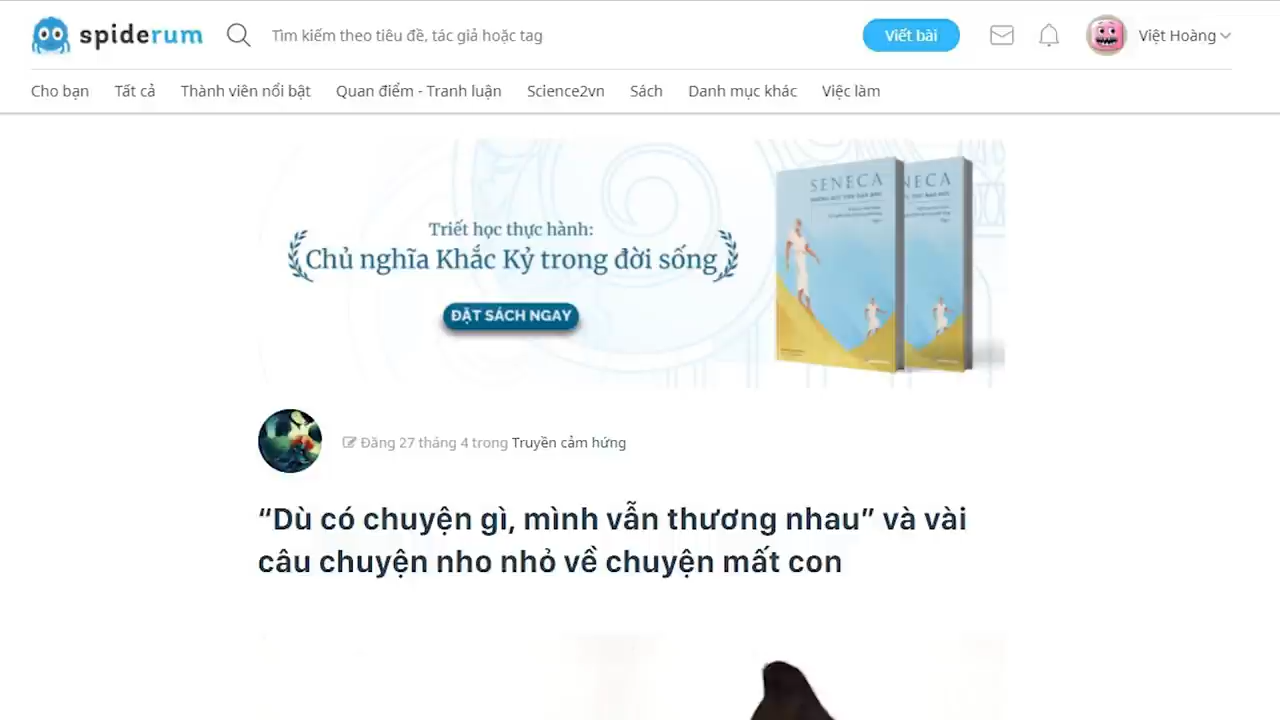 spiderum
Tìm kiếm theo tiêu đề, tác giả hoặc tag
Viết bài
Việt Hoàng
Cho bạn
Tất cả
Thành viên nổi bật
Quan điểm - Tranh luận
Science2vn
Sách
Danh mục khác
Việc làm
Triết học thực hành:
Chủ nghĩa Khắc Kỷ trong đời sống
ĐẶT SÁCH NGAY
SENECA
NECA
Đăng 27 tháng 4 trong Truyền cảm hứng
“Dù có chuyện gì, mình vẫn thương nhau” và vài
câu chuyện nho nhỏ về chuyện mất con